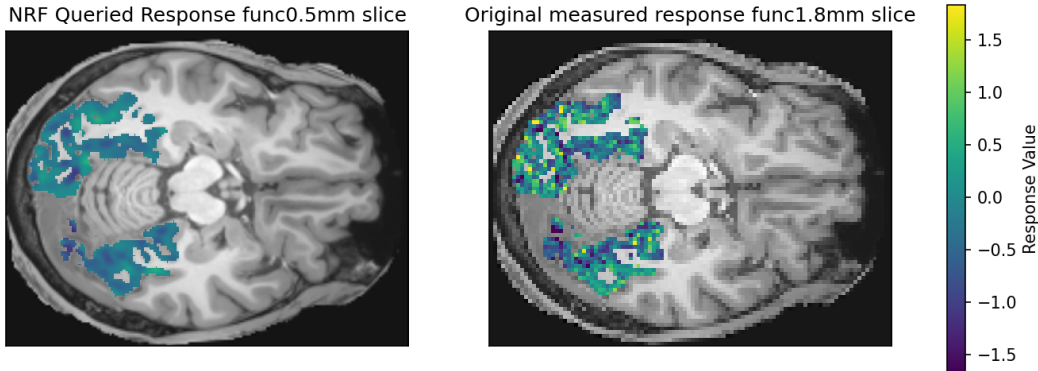 NRF Queried Response func0.5mm slice
Original measured response func1.8mm slice
1.5
1.0
0.5
0.0
−0.5
−1.0
−1.5
Response Value